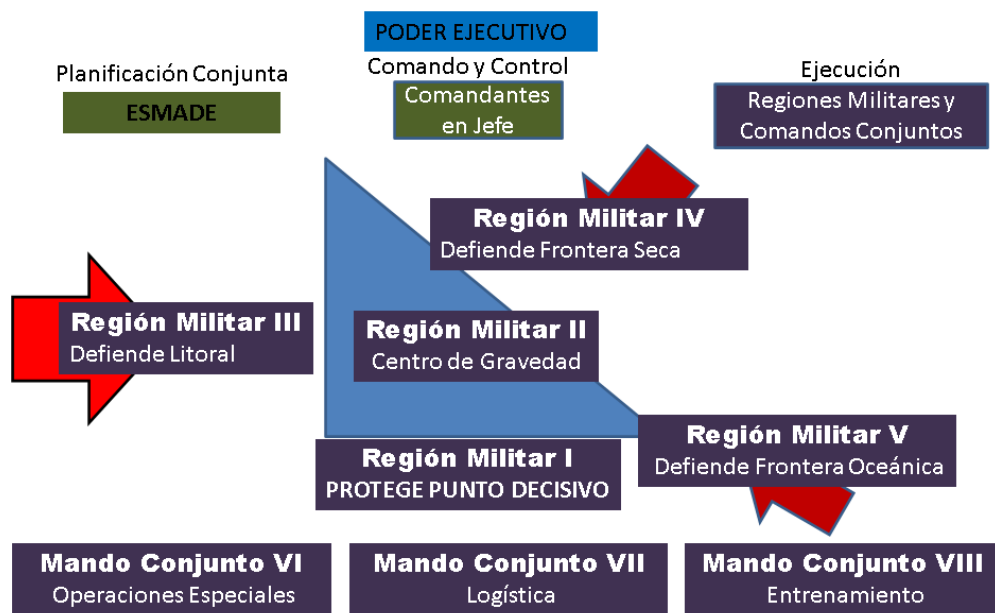 PODER EJECUTIVO
Planificación Conjunta
ESMADE
Comando y Control
Comandantes
en Jefe
Ejecución
Regiones Militares y
Comandos Conjuntos
Región Militar IV
Defiende Frontera Seca
Región Militar III
Defiende Litoral
Región Militar II
Centro de Gravedad
Región Militar V
Defiende Frontera Oceánica
Región Militar I
PROTEGE PUNTO DECISIVO
Mando Conjunto VI
Operaciones Especiales
Mando Conjunto VII
Logística
Mando Conjunto VIII
Entrenamiento